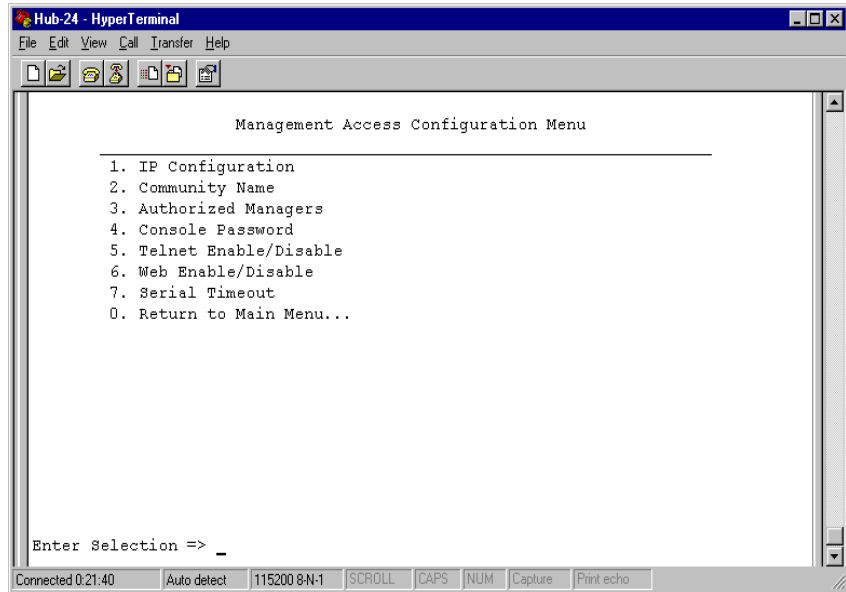 Hub-24 - HyperTerminal
File Edit View Call Transfer Help
Management Access Configuration Menu
1. IP Configuration
2. Community Name
3. Authorized Managers
4. Console Password
5. Telnet Enable/Disable
6. Web Enable/Disable
7. Serial Timeout
0. Return to Main Menu...
Enter Selection => _
Connected 0:21:40 Auto detect 115200 8-N-1 SCROLL CAPS NUM Capture Print echo